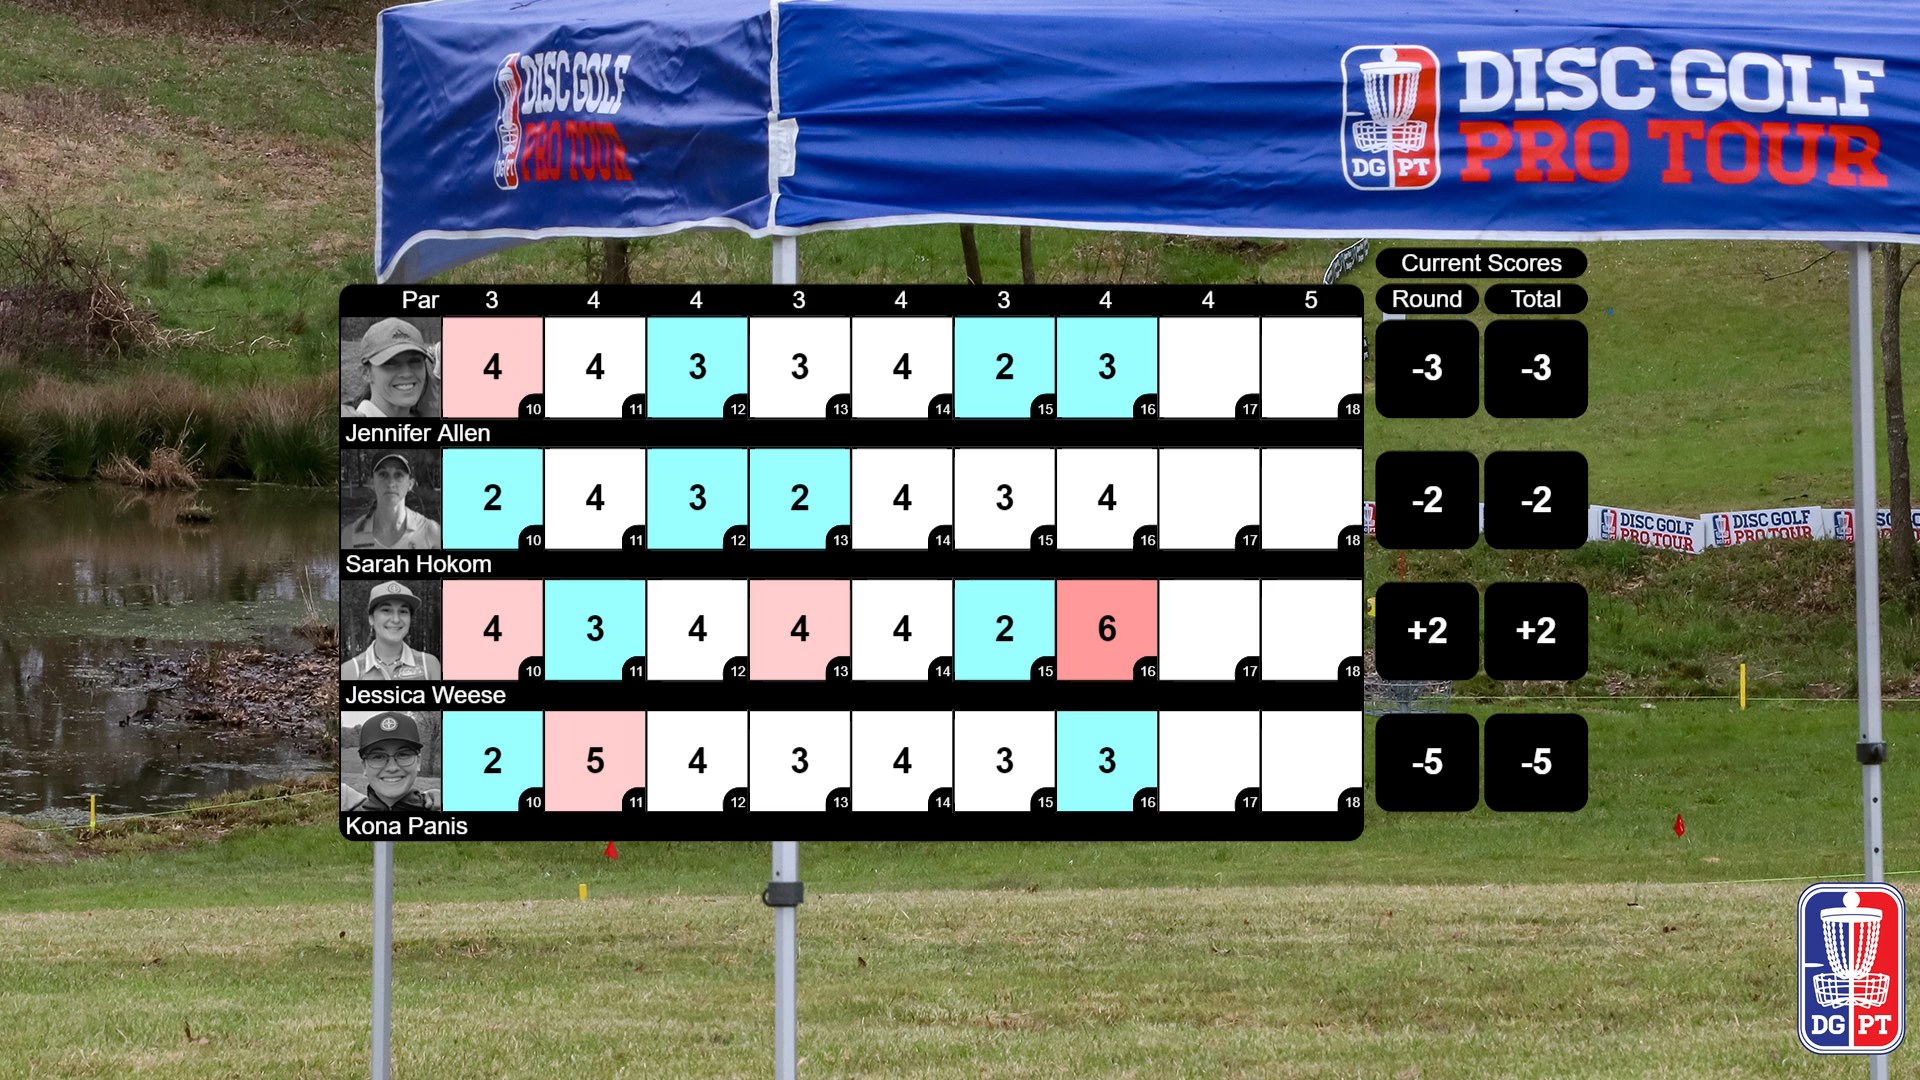 DISC GOLF
PRO TOUR
DG PT
DISC GOLF
PRO TOUR
DG PT
Current Scores
Round Total
Par 3 4 4 3 4 3 4 4 5
4 4 3 3 4 2 3 -3 -3
10 11 12 13 14 15 16 17 18
Jennifer Allen
2 4 3 2 4 3 4 -2 -2
10 11 12 13 14 15 16 17 18
Sarah Hokom
DISC GOLF
PRO TOUR
DISC GOLF
PRO TOUR
4 3 4 4 4 2 6 +2 +2
10 11 12 13 14 15 16 17 18
Jessica Weese
2 5 4 3 4 3 3 -5 -5
10 11 12 13 14 15 16 17 18
Kona Panis
DG PT